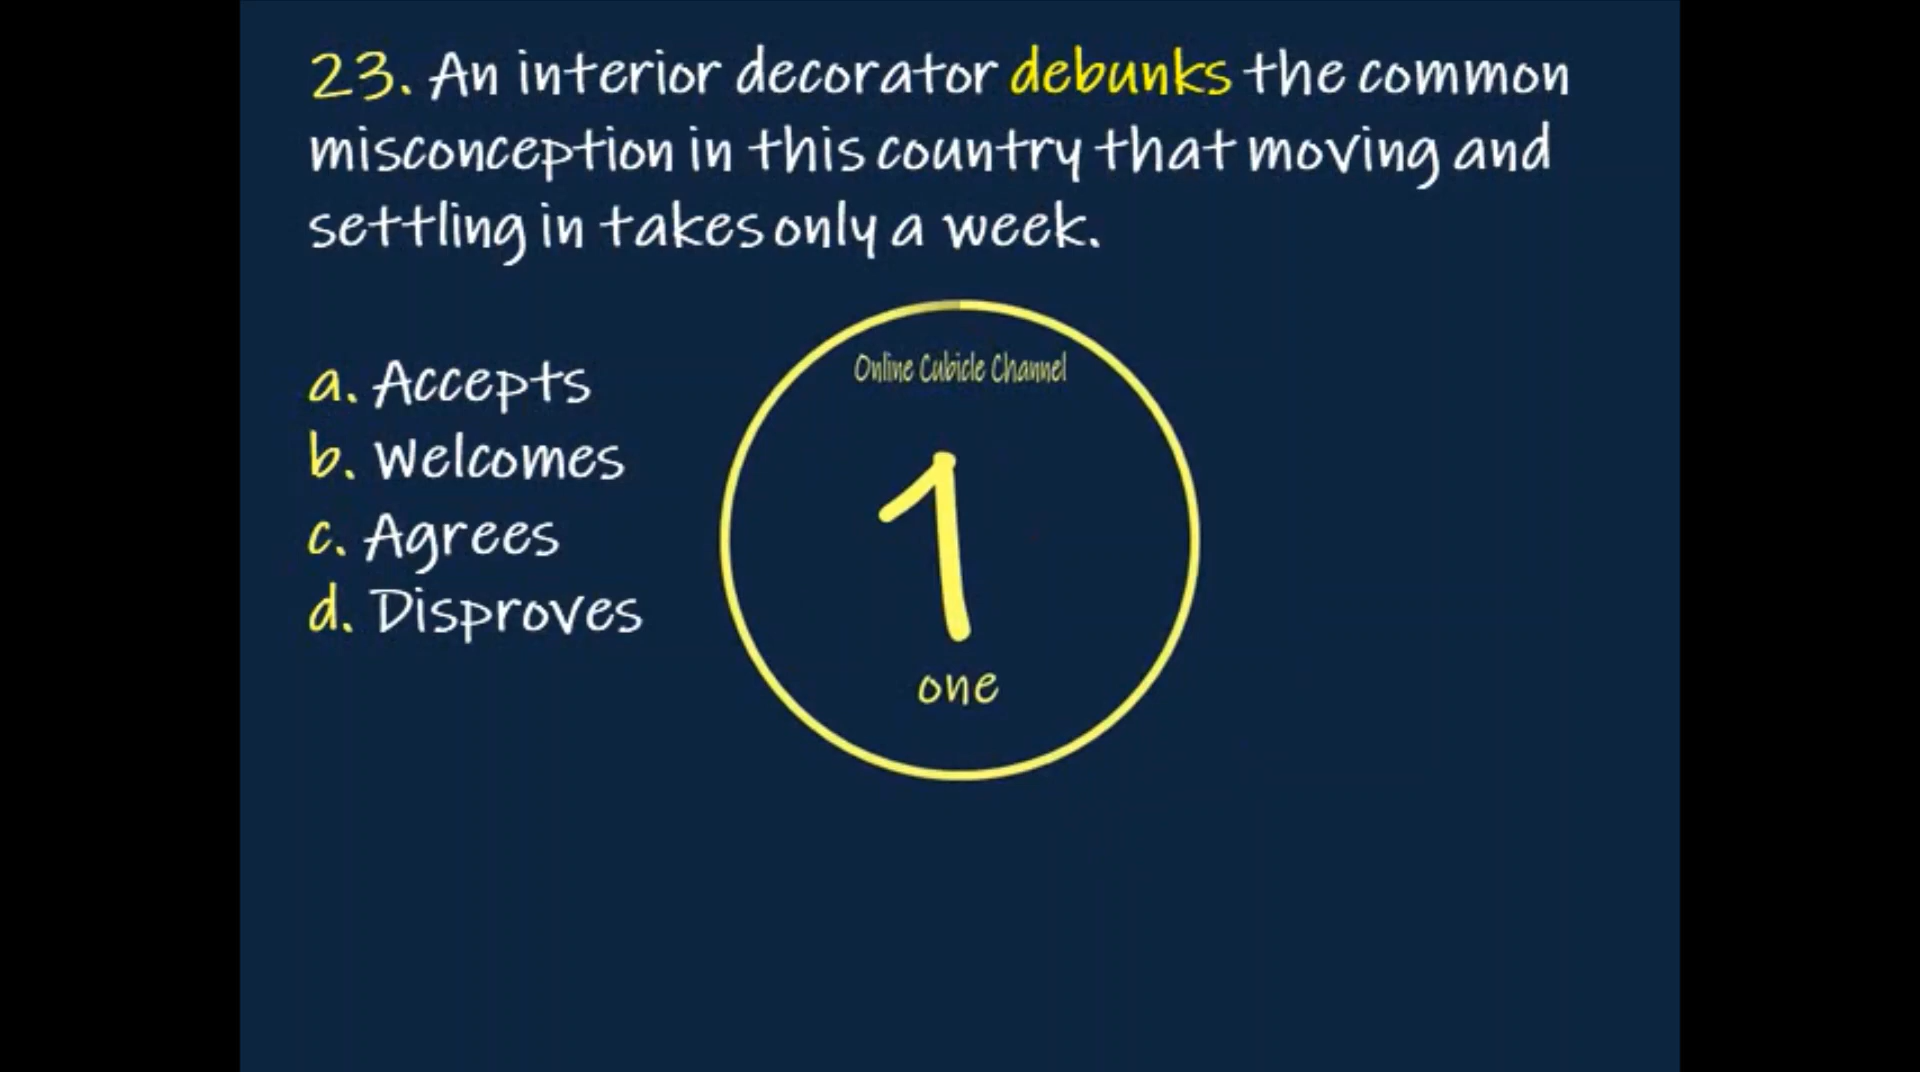 23. An interior decorator debunks the common
misconception in this country that moving and
settling in takes only a week.
a. Accepts
b. Welcomes
c. Agrees
d. Disproves
Online Cubicle Channel
1
one